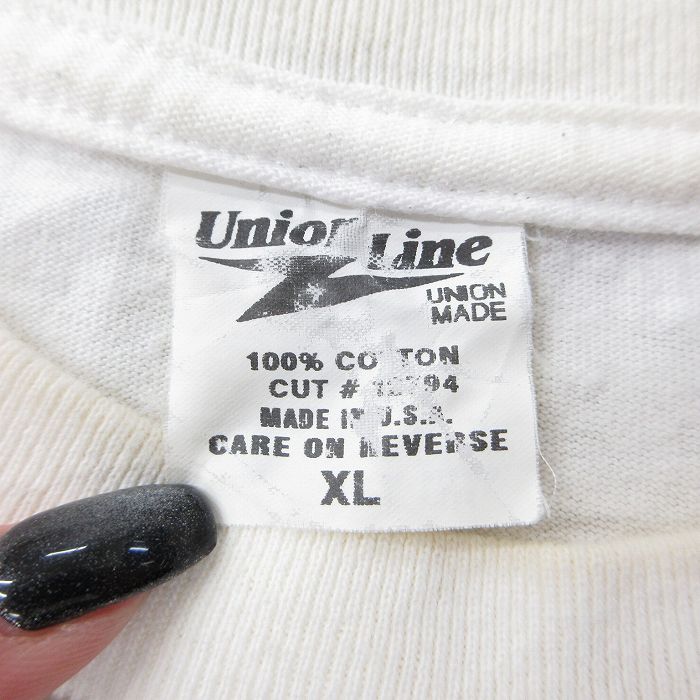 Union Line
UNION
MADE
100% COTTON
CUT #
MADE IN U.S.A.
CARE ON REVERSE
XL